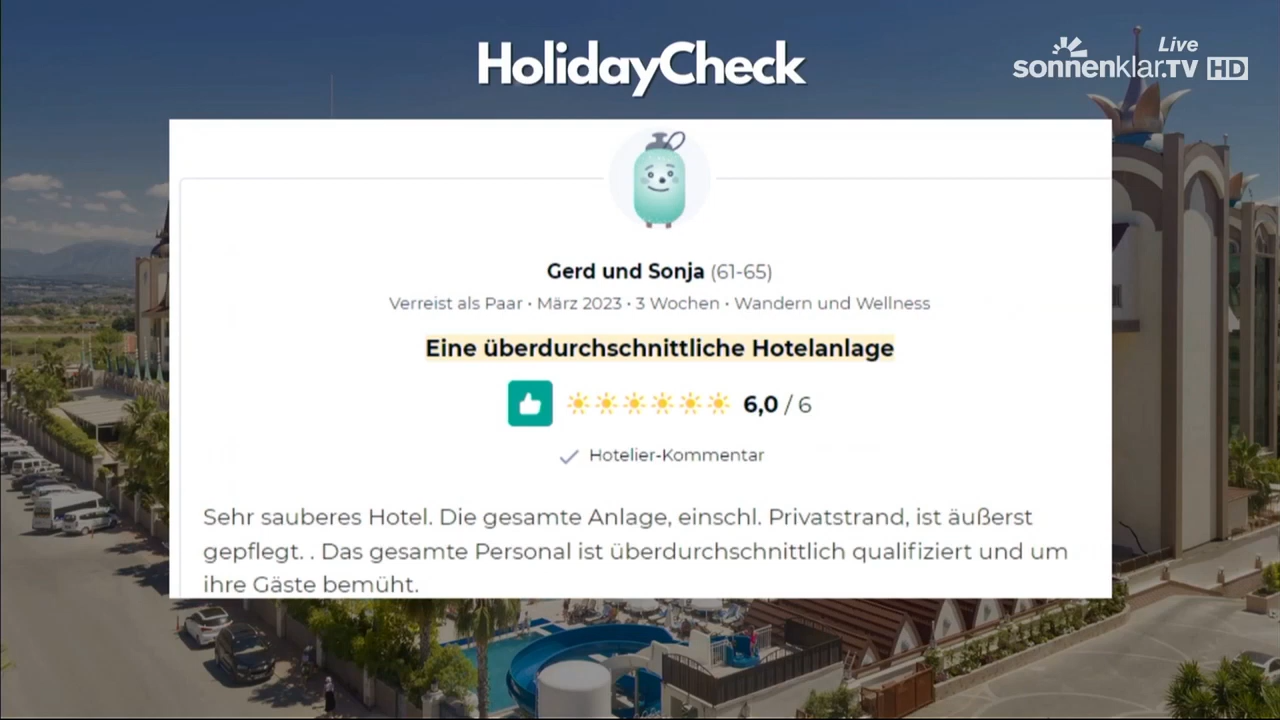 HolidayCheck
Live
sonnenklar.TV HD
Gerd und Sonja (61-65)
Verreist als Paar • März 2023 • 3 Wochen • Wandern und Wellness
Eine überdurchschnittliche Hotelanlage
6,0 / 6
Hotelier-Kommentar
Sehr sauberes Hotel. Die gesamte Anlage, einschl. Privatstrand, ist äußerst
gepflegt. . Das gesamte Personal ist überdurchschnittlich qualifiziert und um
ihre Gäste bemüht.